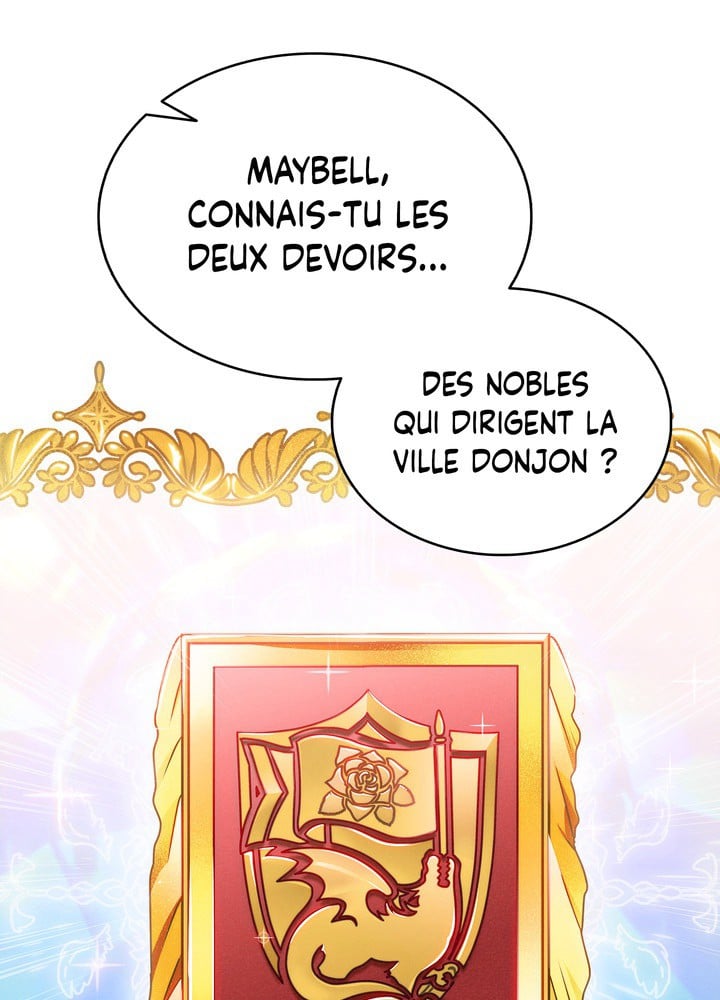 MAYBELL,
CONNAIS-TU LES
DEUX DEVOIRS...
DES NOBLES
QUI DIRIGENT LA
VILLE DONJON ?